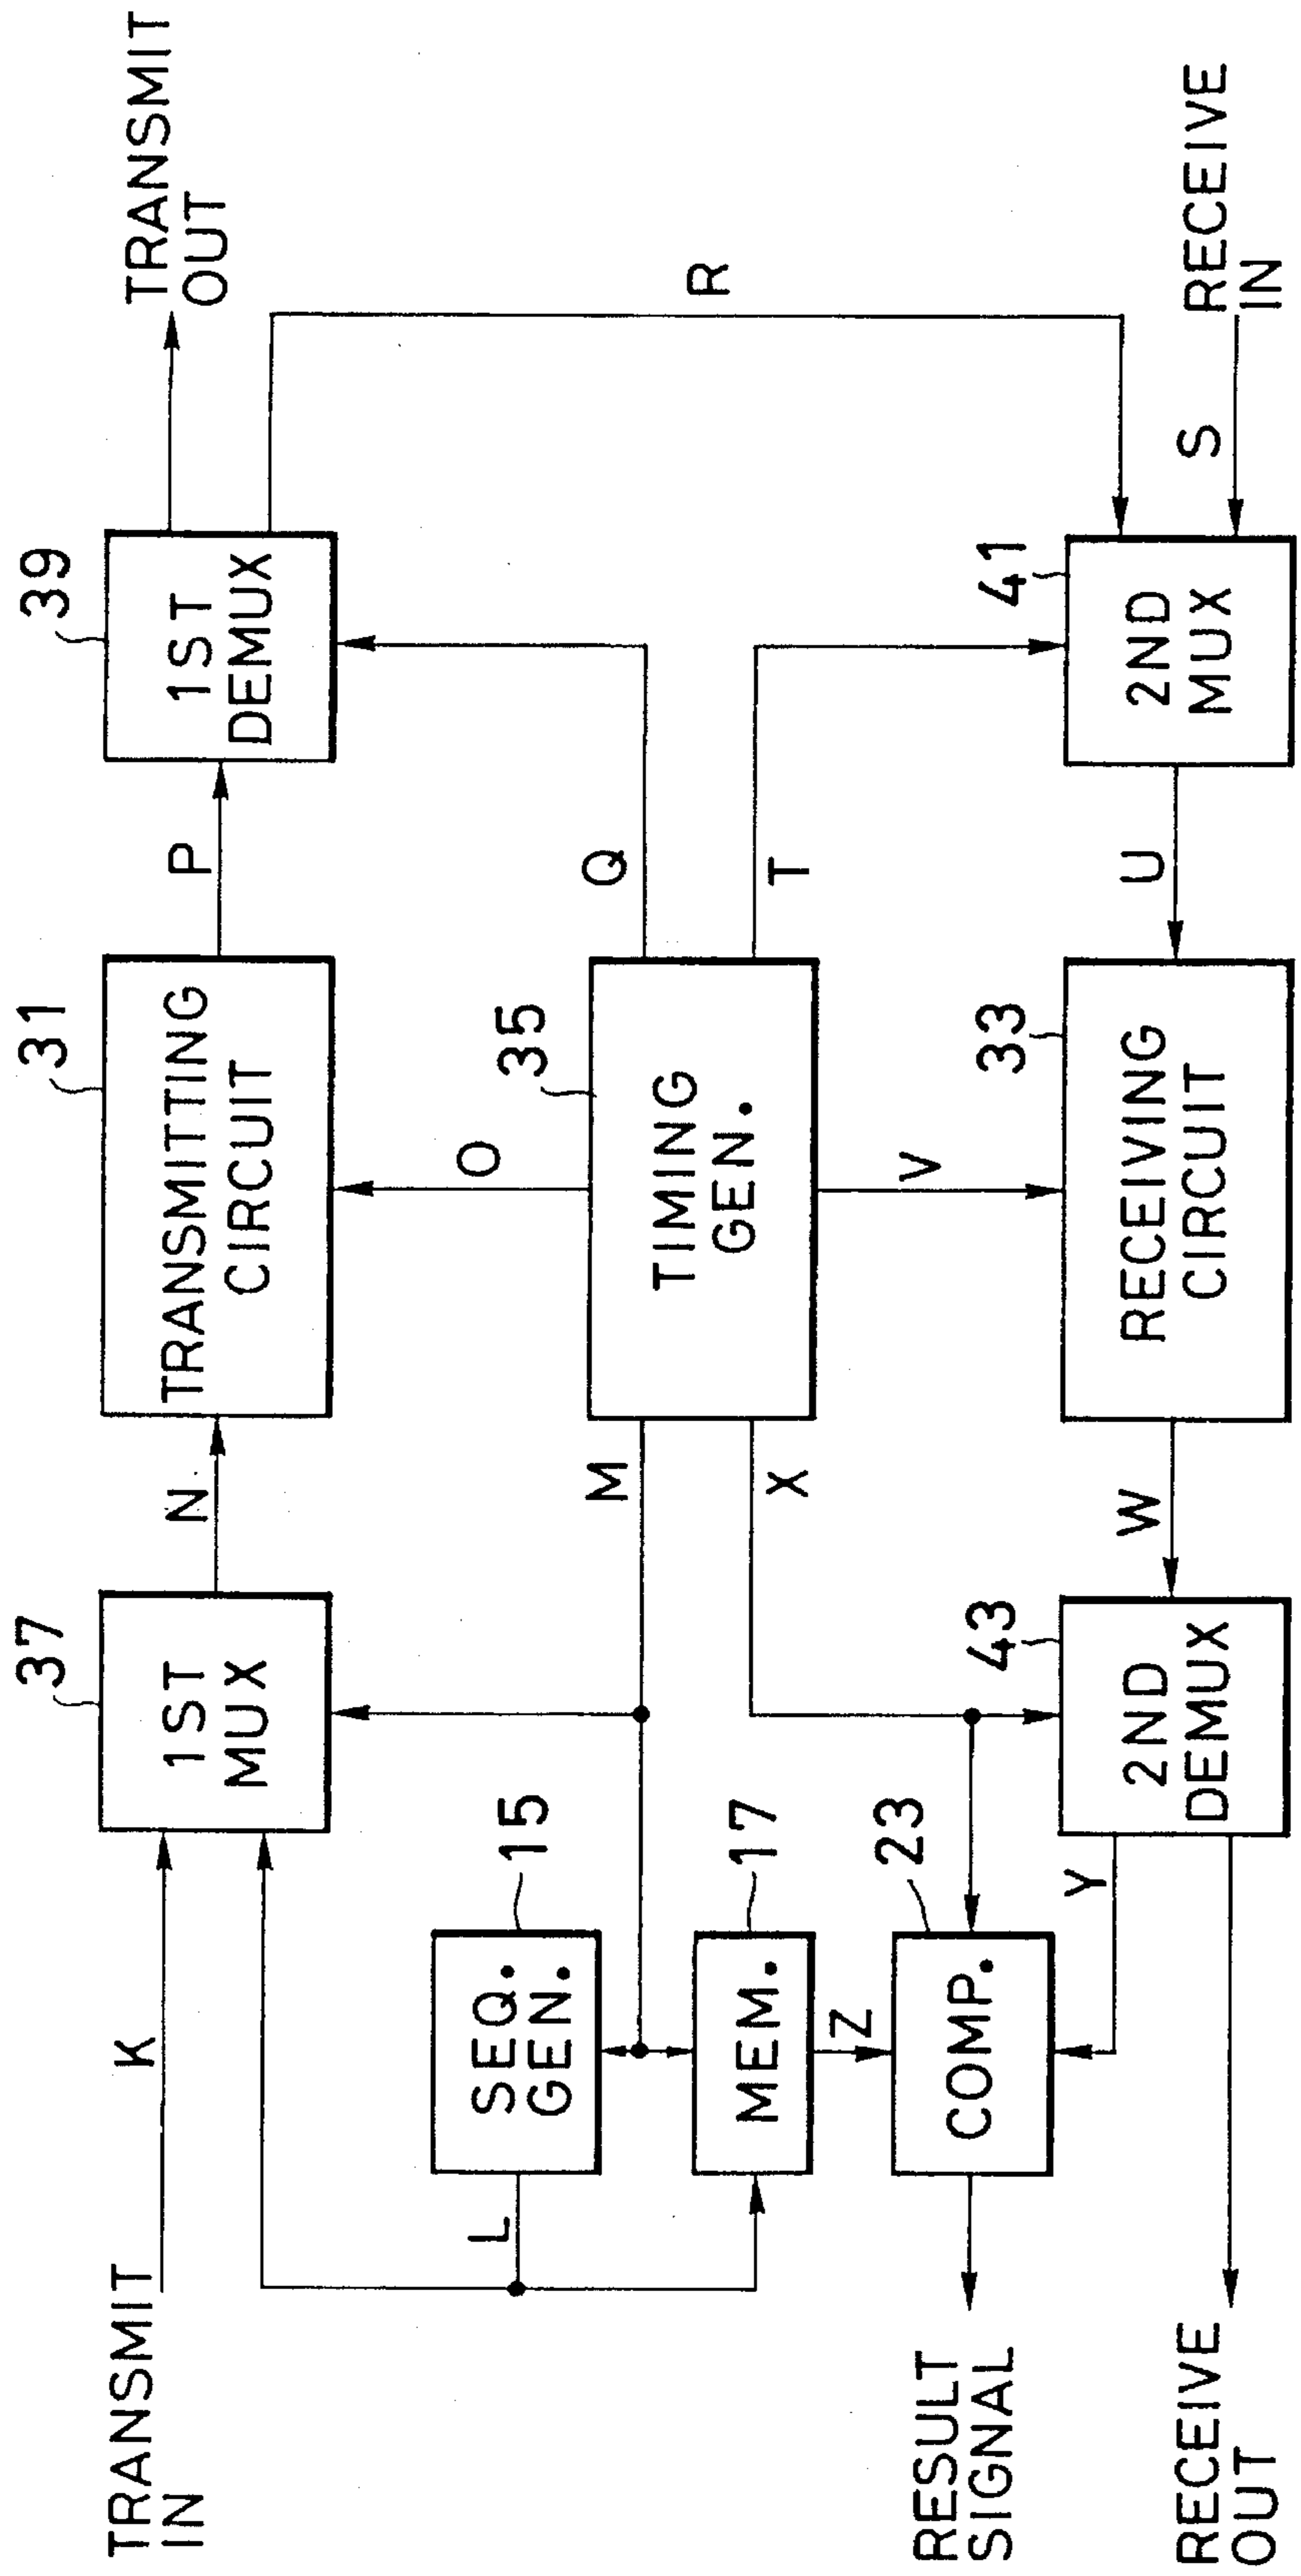 TRANSMIT
IN
K
37
1ST
MUX
N
31
TRANSMITTING
CIRCUIT
P
39
1ST
DEMUX
TRANSMIT
OUT
L
15
SEQ.
GEN.
M
O
Q
R
17
MEM.
35
TIMING
GEN.
X
T
Z
23
COMP.
V
RESULT
SIGNAL
Y
43
2ND
DEMUX
W
33
RECEIVING
CIRCUIT
U
41
2ND
MUX
S
RECEIVE
IN
RECEIVE
OUT